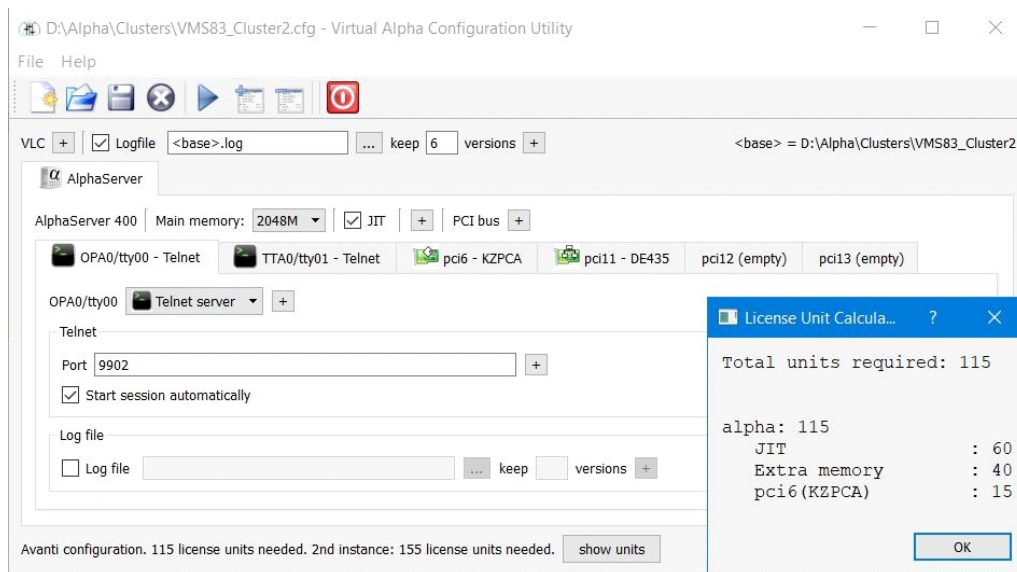 D:\Alpha\Clusters\VMS83_Cluster2.cfg - Virtual Alpha Configuration Utility
File Help
VLC + Logfile <base>.log ... keep 6 versions + <base> = D:\Alpha\Clusters\VMS83_Cluster2
α AlphaServer
AlphaServer 400 Main memory: 2048M JIT + PCI bus +
OPA0/tty00 - Telnet TTA0/tty01 - Telnet pci6 - KZPCA pci11 - DE435 pci12 (empty) pci13 (empty)
OPA0/tty00 Telnet server +
Telnet
Port 9902 +
Start session automatically
Log file
Log file ... keep versions +
Avanti configuration. 115 license units needed. 2nd instance: 155 license units needed. show units
License Unit Calcula... ?
Total units required: 115
alpha: 115
JIT : 60
Extra memory : 40
pci6(KZPCA) : 15
OK